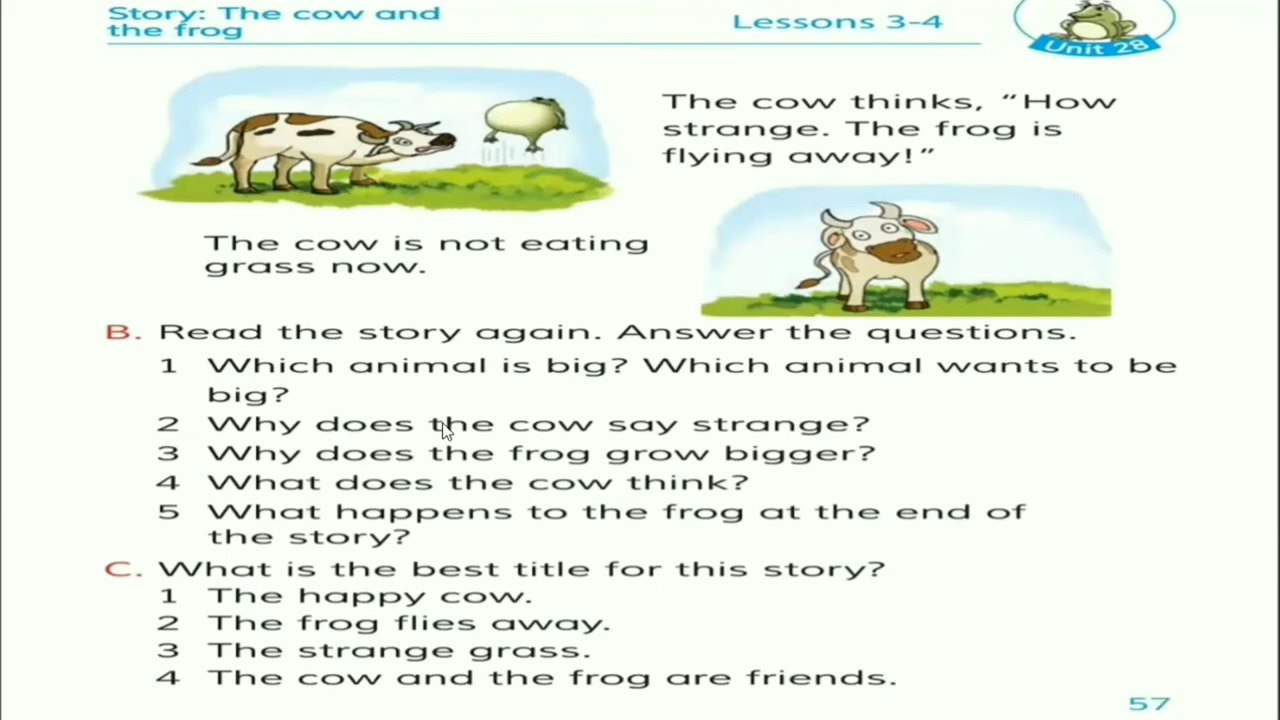 Story: The cow and
the frog
Lessons 3-4
Unit 28
The cow thinks, “How
strange. The frog is
flying away!”
The cow is not eating
grass now.
B. Read the story again. Answer the questions.
1 Which animal is big? Which animal wants to be
big?
2 Why does the cow say strange?
3 Why does the frog grow bigger?
4 What does the cow think?
5 What happens to the frog at the end of
the story?
C. What is the best title for this story?
1 The happy cow.
2 The frog flies away.
3 The strange grass.
4 The cow and the frog are friends.
57